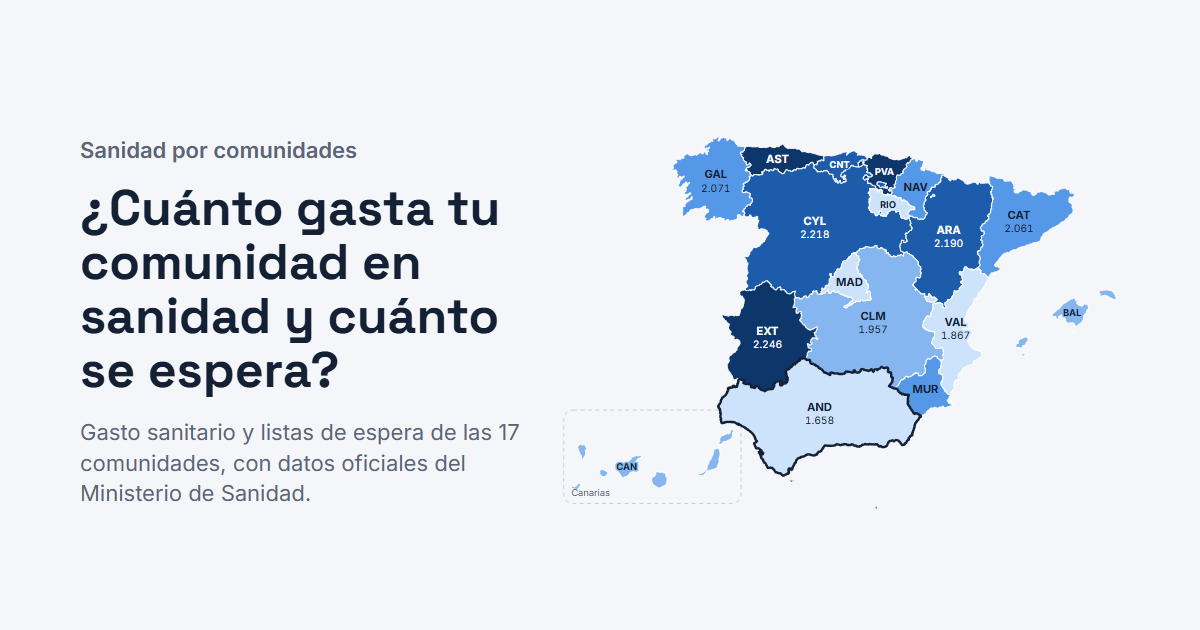 Sanidad por comunidades
¿Cuánto gasta tu
comunidad en
sanidad y cuánto
se espera?
Gasto sanitario y listas de espera de las 17
comunidades, con datos oficiales del
Ministerio de Sanidad.
GAL
2.071
AST
CNT
PVA
NAV
RIO
CYL
2.218
ARA
2.190
CAT
2.061
MAD
CLM
1.957
EXT
2.246
VAL
1.867
BAL
MUR
AND
1.658
CAN
Canarias